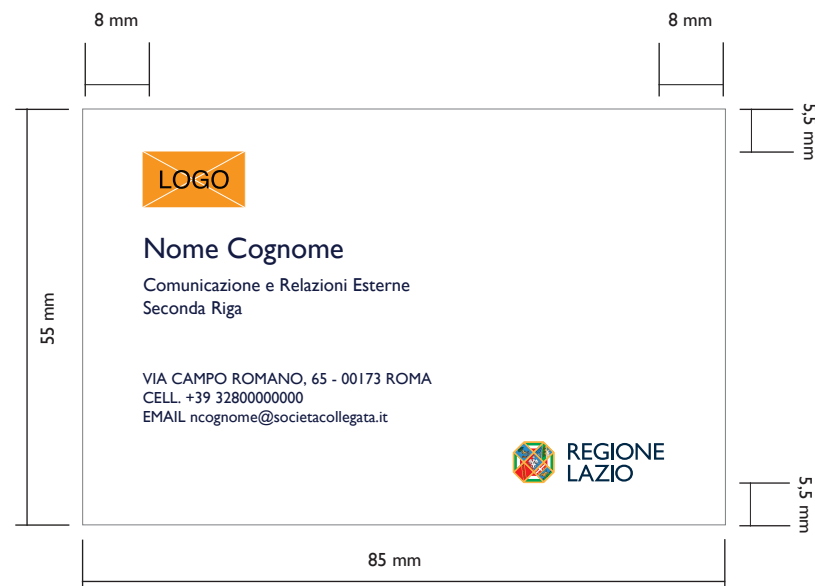 8 mm
8 mm
5,5 mm
LOGO
Nome Cognome
Comunicazione e Relazioni Esterne
Seconda Riga
55 mm
VIA CAMPO ROMANO, 65 - 00173 ROMA
CELL. +39 32800000000
EMAIL ncognome@societacollegata.it
REGIONE
LAZIO
5,5 mm
85 mm